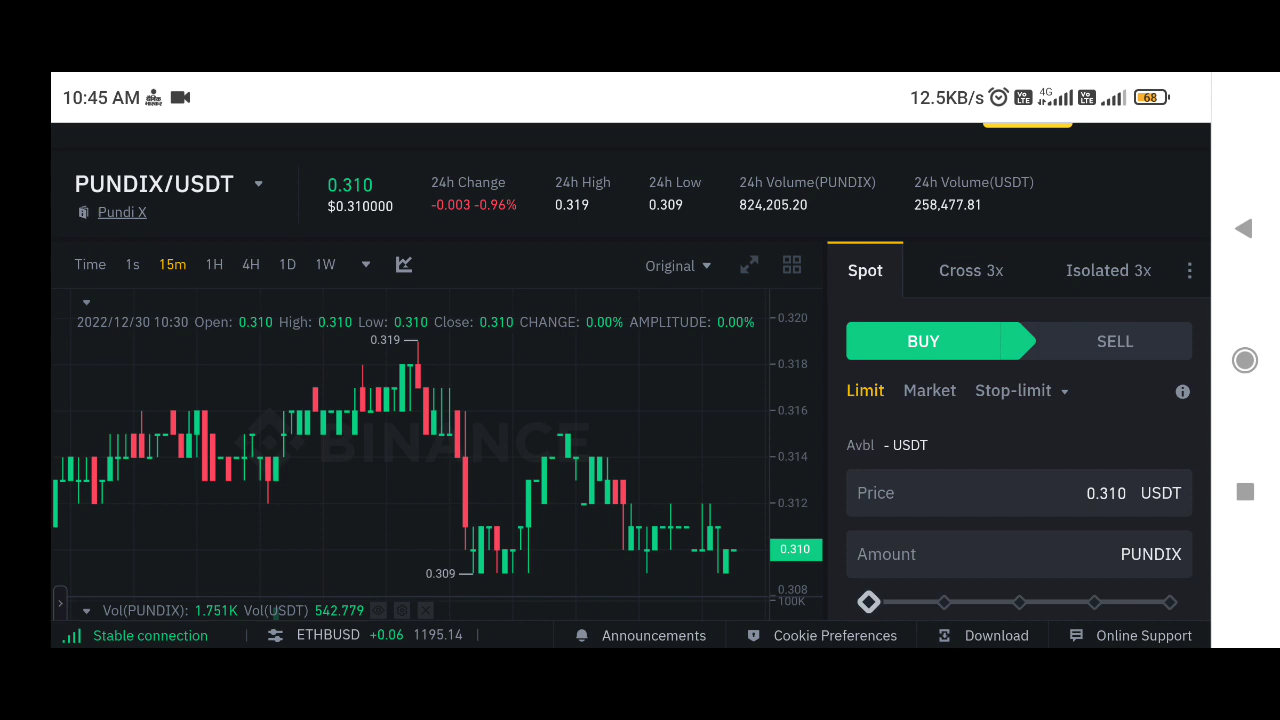 10:45 AM
12.5KB/s 4G Vo LTE Vo LTE 68
PUNDIX/USDT
Pundi X
0.310
$0.310000
24h Change 24h High 24h Low 24h Volume(PUNDIX) 24h Volume(USDT)
-0.003 -0.96% 0.319 0.309 824,205.20 258,477.81
Time 1s 15m 1H 4H 1D 1W Original
Spot Cross 3x Isolated 3x
2022/12/30 10:30 Open: 0.310 High: 0.310 Low: 0.310 Close: 0.310 CHANGE: 0.00% AMPLITUDE: 0.00%
0.319
0.309
BINANCE
0.320
0.318
0.316
0.314
0.312
0.310
0.308
100K
Vol(PUNDIX): 1.751K Vol(USDT) 542.779
BUY SELL
Limit Market Stop-limit
Avbl - USDT
Price 0.310 USDT
Amount PUNDIX
Stable connection ETHBUSD +0.06 1195.14 Announcements Cookie Preferences Download Online Support